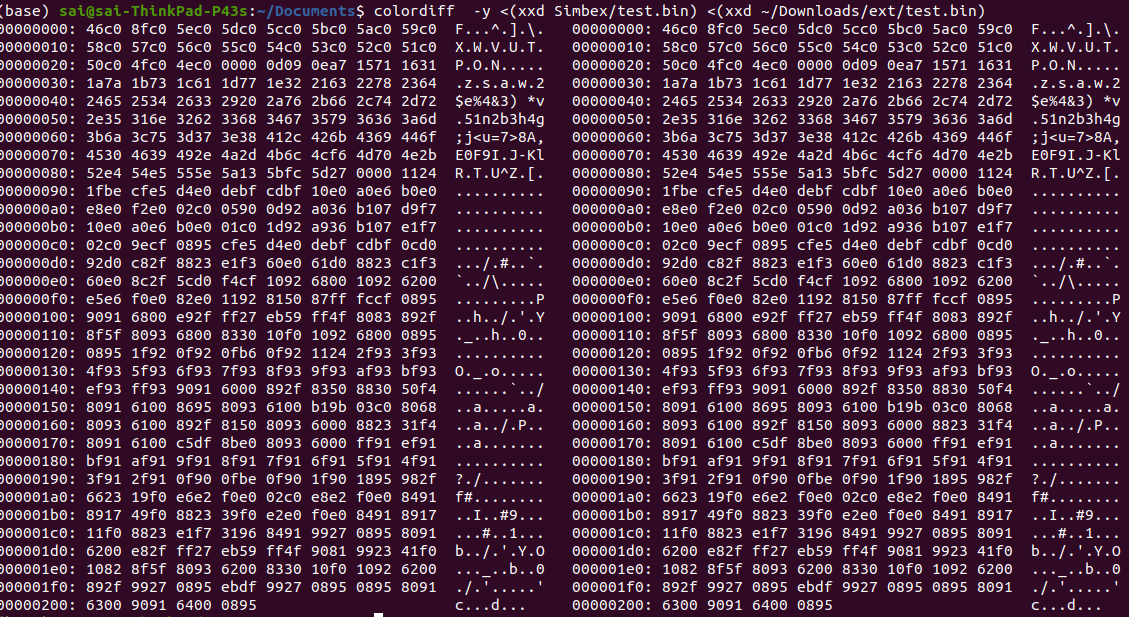 (base) sai@sai-ThinkPad-P43s:~/Documents$ colordiff  -y <(xxd Simbex/test.bin) <(xxd ~/Downloads/ext/test.bin)
00000000: 46c0 8fc0 5ec0 5dc0 5cc0 5bc0 5ac0 59c0  F...^.].\.   00000000: 46c0 8fc0 5ec0 5dc0 5cc0 5bc0 5ac0 59c0  F...^.].\.
00000010: 58c0 57c0 56c0 55c0 54c0 53c0 52c0 51c0  X.W.V.U.T.   00000010: 58c0 57c0 56c0 55c0 54c0 53c0 52c0 51c0  X.W.V.U.T.
00000020: 50c0 4fc0 4ec0 0000 0d09 0ea7 1571 1631  P.O.N.....   00000020: 50c0 4fc0 4ec0 0000 0d09 0ea7 1571 1631  P.O.N.....
00000030: 1a7a 1b73 1c61 1d77 1e32 2163 2278 2364  .z.s.a.w.2   00000030: 1a7a 1b73 1c61 1d77 1e32 2163 2278 2364  .z.s.a.w.2
00000040: 2465 2534 2633 2920 2a76 2b66 2c74 2d72  $e%4&3) *v   00000040: 2465 2534 2633 2920 2a76 2b66 2c74 2d72  $e%4&3) *v
00000050: 2e35 316e 3262 3368 3467 3579 3636 3a6d  .51n2b3h4g   00000050: 2e35 316e 3262 3368 3467 3579 3636 3a6d  .51n2b3h4g
00000060: 3b6a 3c75 3d37 3e38 412c 426b 4369 446f  ;j<u=7>8A,   00000060: 3b6a 3c75 3d37 3e38 412c 426b 4369 446f  ;j<u=7>8A,
00000070: 4530 4639 492e 4a2d 4b6c 4cf6 4d70 4e2b  E0F9I.J-Kl   00000070: 4530 4639 492e 4a2d 4b6c 4cf6 4d70 4e2b  E0F9I.J-Kl
00000080: 52e4 54e5 555e 5a13 5bfc 5d27 0000 1124  R.T.U^Z.[.   00000080: 52e4 54e5 555e 5a13 5bfc 5d27 0000 1124  R.T.U^Z.[.
00000090: 1fbe cfe5 d4e0 debf cdbf 10e0 a0e6 b0e0  ..........   00000090: 1fbe cfe5 d4e0 debf cdbf 10e0 a0e6 b0e0  ..........
000000a0: e8e0 f2e0 02c0 0590 0d92 a036 b107 d9f7  ..........   000000a0: e8e0 f2e0 02c0 0590 0d92 a036 b107 d9f7  ..........
000000b0: 10e0 a0e6 b0e0 01c0 1d92 a936 b107 e1f7  ..........   000000b0: 10e0 a0e6 b0e0 01c0 1d92 a936 b107 e1f7  ..........
000000c0: 02c0 9ecf 0895 cfe5 d4e0 debf cdbf 0cd0  ..........   000000c0: 02c0 9ecf 0895 cfe5 d4e0 debf cdbf 0cd0  ..........
000000d0: 92d0 c82f 8823 e1f3 60e0 61d0 8823 c1f3  .../.#..`.   000000d0: 92d0 c82f 8823 e1f3 60e0 61d0 8823 c1f3  .../.#..`.
000000e0: 60e0 8c2f 5cd0 f4cf 1092 6800 1092 6200  `../\.....   000000e0: 60e0 8c2f 5cd0 f4cf 1092 6800 1092 6200  `../\.....
000000f0: e5e6 f0e0 82e0 1192 8150 87ff fccf 0895  .........P   000000f0: e5e6 f0e0 82e0 1192 8150 87ff fccf 0895  .........P
00000100: 9091 6800 e92f ff27 eb59 ff4f 8083 892f  ..h../.'.Y   00000100: 9091 6800 e92f ff27 eb59 ff4f 8083 892f  ..h../.'.Y
00000110: 8f5f 8093 6800 8330 10f0 1092 6800 0895  ._..h..0..   00000110: 8f5f 8093 6800 8330 10f0 1092 6800 0895  ._..h..0..
00000120: 0895 1f92 0f92 0fb6 0f92 1124 2f93 3f93  ..........   00000120: 0895 1f92 0f92 0fb6 0f92 1124 2f93 3f93  ..........
00000130: 4f93 5f93 6f93 7f93 8f93 9f93 af93 bf93  O._.o.....   00000130: 4f93 5f93 6f93 7f93 8f93 9f93 af93 bf93  O._.o.....
00000140: ef93 ff93 9091 6000 892f 8350 8830 50f4  ......`../   00000140: ef93 ff93 9091 6000 892f 8350 8830 50f4  ......`../
00000150: 8091 6100 8695 8093 6100 b19b 03c0 8068  ..a.....a.   00000150: 8091 6100 8695 8093 6100 b19b 03c0 8068  ..a.....a.
00000160: 8093 6100 892f 8150 8093 6000 8823 31f4  ..a../.P..   00000160: 8093 6100 892f 8150 8093 6000 8823 31f4  ..a../.P..
00000170: 8091 6100 c5df 8be0 8093 6000 ff91 ef91  ..a.......   00000170: 8091 6100 c5df 8be0 8093 6000 ff91 ef91  ..a.......
00000180: bf91 af91 9f91 8f91 7f91 6f91 5f91 4f91  ..........   00000180: bf91 af91 9f91 8f91 7f91 6f91 5f91 4f91  ..........
00000190: 3f91 2f91 0f90 0fbe 0f90 1f90 1895 982f  ?./.......   00000190: 3f91 2f91 0f90 0fbe 0f90 1f90 1895 982f  ?./.......
000001a0: 6623 19f0 e6e2 f0e0 02c0 e8e2 f0e0 8491  f#........   000001a0: 6623 19f0 e6e2 f0e0 02c0 e8e2 f0e0 8491  f#........
000001b0: 8917 49f0 8823 39f0 e2e0 f0e0 8491 8917  ..I..#9...   000001b0: 8917 49f0 8823 39f0 e2e0 f0e0 8491 8917  ..I..#9...
000001c0: 11f0 8823 e1f7 3196 8491 9927 0895 8091  ...#..1...   000001c0: 11f0 8823 e1f7 3196 8491 9927 0895 8091  ...#..1...
000001d0: 6200 e82f ff27 eb59 ff4f 9081 9923 41f0  b../.'.Y.O   000001d0: 6200 e82f ff27 eb59 ff4f 9081 9923 41f0  b../.'.Y.O
000001e0: 1082 8f5f 8093 6200 8330 10f0 1092 6200  ..._..b..0   000001e0: 1082 8f5f 8093 6200 8330 10f0 1092 6200  ..._..b..0
000001f0: 892f 9927 0895 ebdf 9927 0895 0895 8091  ./.'.....'   000001f0: 892f 9927 0895 ebdf 9927 0895 0895 8091  ./.'.....'
00000200: 6300 9091 6400 0895                      c...d...     00000200: 6300 9091 6400 0895                      c...d...